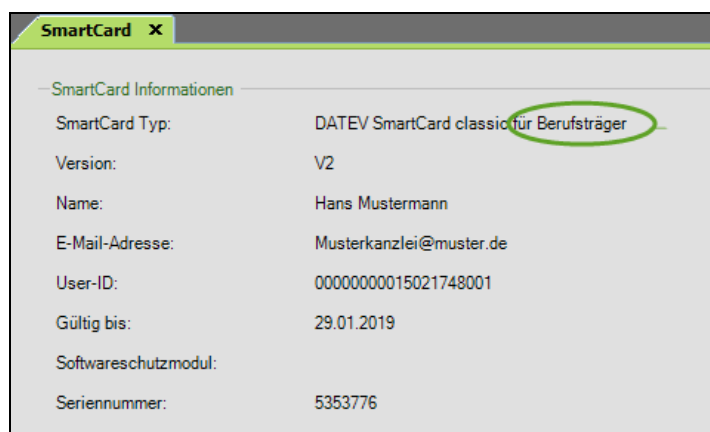 SmartCard X
SmartCard Informationen
SmartCard Typ: DATEV SmartCard classic für Berufsträger
Version: V2
Name: Hans Mustermann
E-Mail-Adresse: Musterkanzlei@muster.de
User-ID: 00000000015021748001
Gültig bis: 29.01.2019
Softwareschutzmodul:
Seriennummer: 5353776